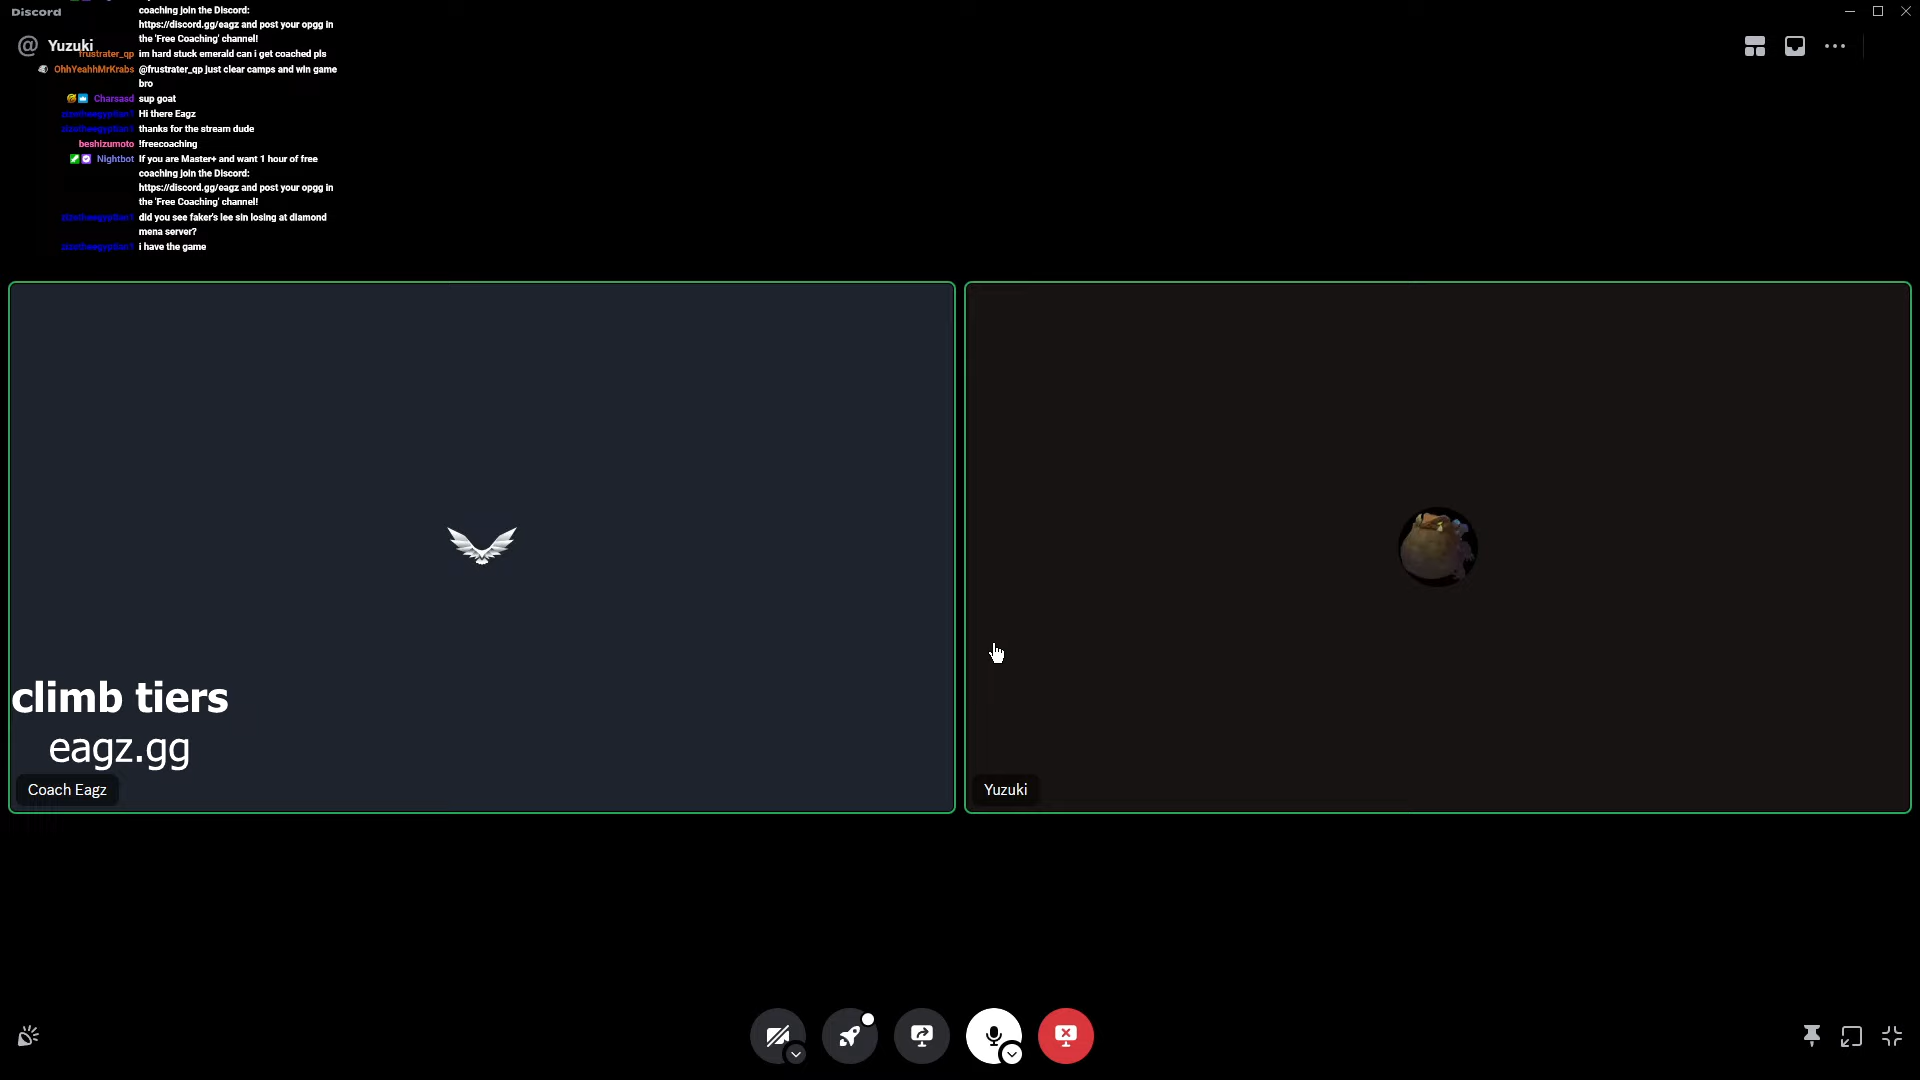 Discord
coaching join the Discord:
https://discord.gg/eagz and post your opgg in
the 'Free Coaching' channel!
@ Yuzuki
frustrater_qp im hard stuck emerald can i get coached pls
OhhYeahhMrKrabs @frustrater_qp just clear camps and win game
bro
Charsasd sup goat
Hi there Eagz
thanks for the stream dude
beshizumoto !freecoaching
Nightbot If you are Master+ and want 1 hour of free
coaching join the Discord:
https://discord.gg/eagz and post your opgg in
the 'Free Coaching' channel!
did you see faker's lee sin losing at diamond
mena server?
i have the game
climb tiers
eagz.gg
Coach Eagz
Yuzuki